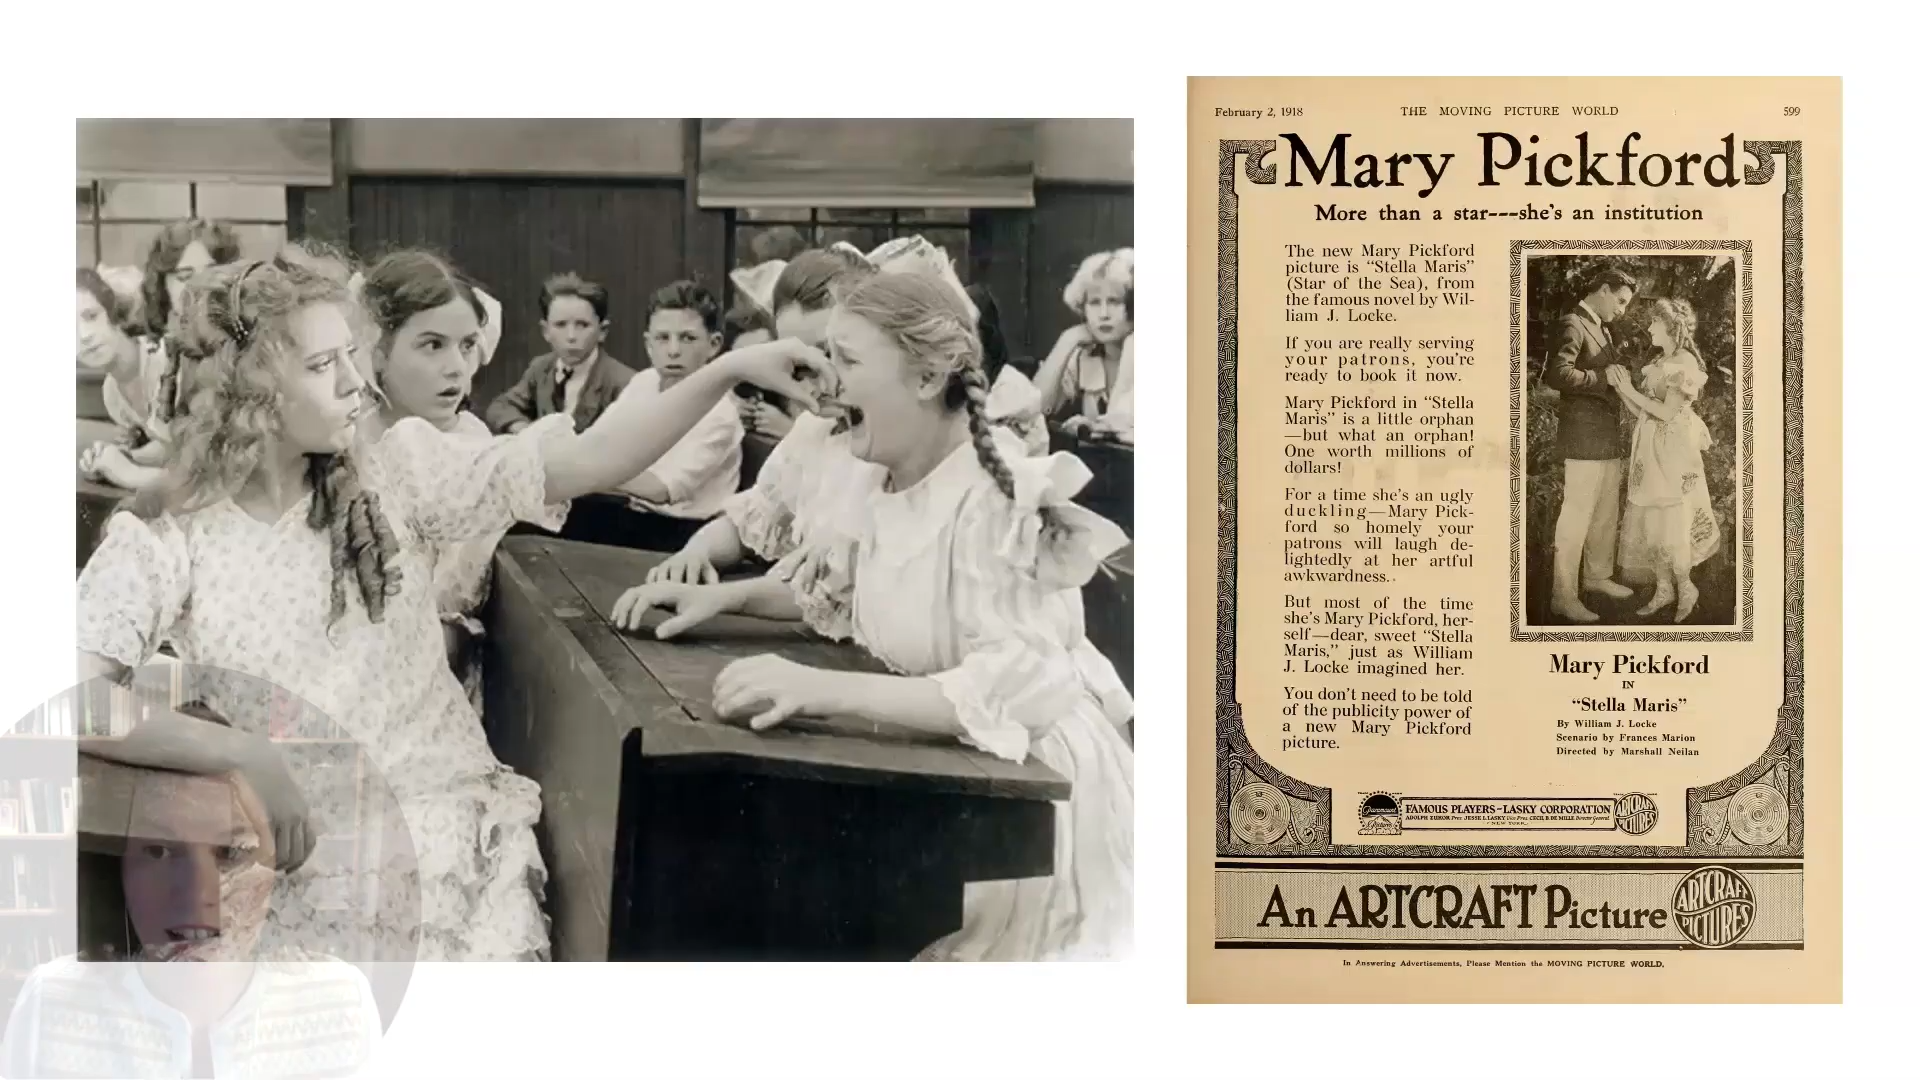 February 2, 1918 THE MOVING PICTURE WORLD 599
Mary Pickford
More than a star---she's an institution
The new Mary Pickford
picture is "Stella Maris"
(Star of the Sea), from
the famous novel by Wil-
liam J. Locke.
If you are really serving
your patrons, you're
ready to book it now.
Mary Pickford in "Stella
Maris" is a little orphan
—but what an orphan!
One worth millions of
dollars!
For a time she's an ugly
duckling—Mary Pick-
ford so homely your
patrons will laugh de-
lightedly at her artful
awkwardness.
But most of the time
she's Mary Pickford, her-
self—dear, sweet "Stella
Maris," just as William
J. Locke imagined her.
You don't need to be told
of the publicity power of
a new Mary Pickford
picture.
Mary Pickford
IN
"Stella Maris"
By William J. Locke
Scenario by Frances Marion
Directed by Marshall Neilan
Paramount Pictures
FAMOUS PLAYERS-LASKY CORPORATION
ADOLPH ZUKOR Pres. JESSE L. LASKY Vice Pres. CECIL B. DE MILLE Director General
NEW YORK
ARTCRAFT PICTURES
An ARTCRAFT Picture
ARTCRAFT PICTURES
In Answering Advertisements, Please Mention the MOVING PICTURE WORLD.